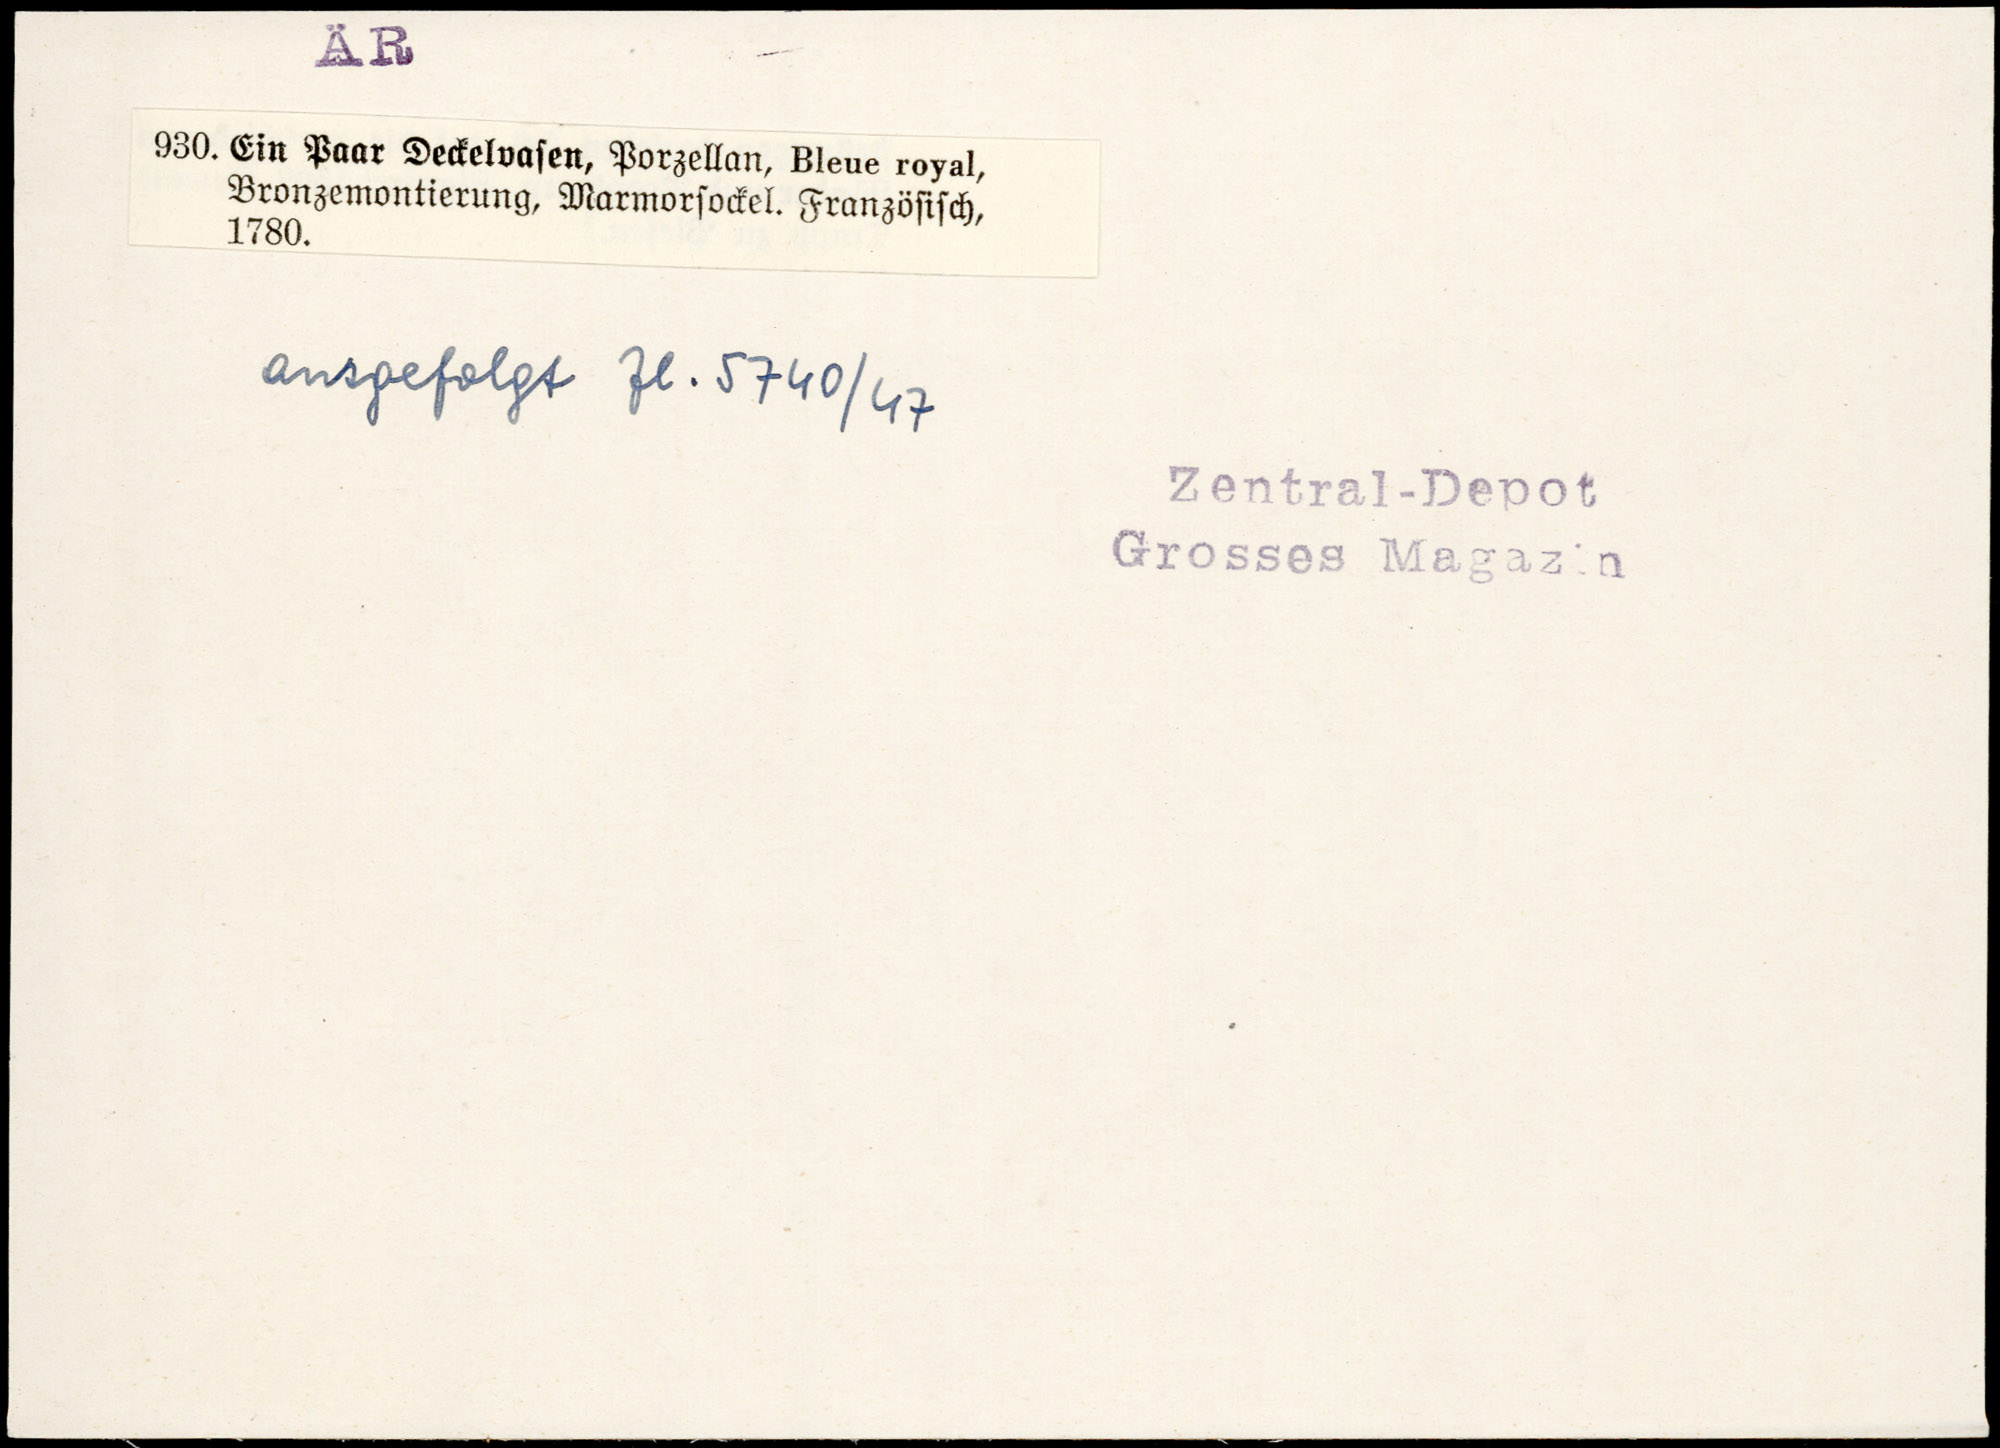 ÄR
930. Ein Paar Deckelvasen, Porzellan, Bleue royal,
Bronzemontierung, Marmorsockel. Französisch,
1780.
ausgefolgt Zl. 5740/47
Zentral-Depot
Grosses Magazin